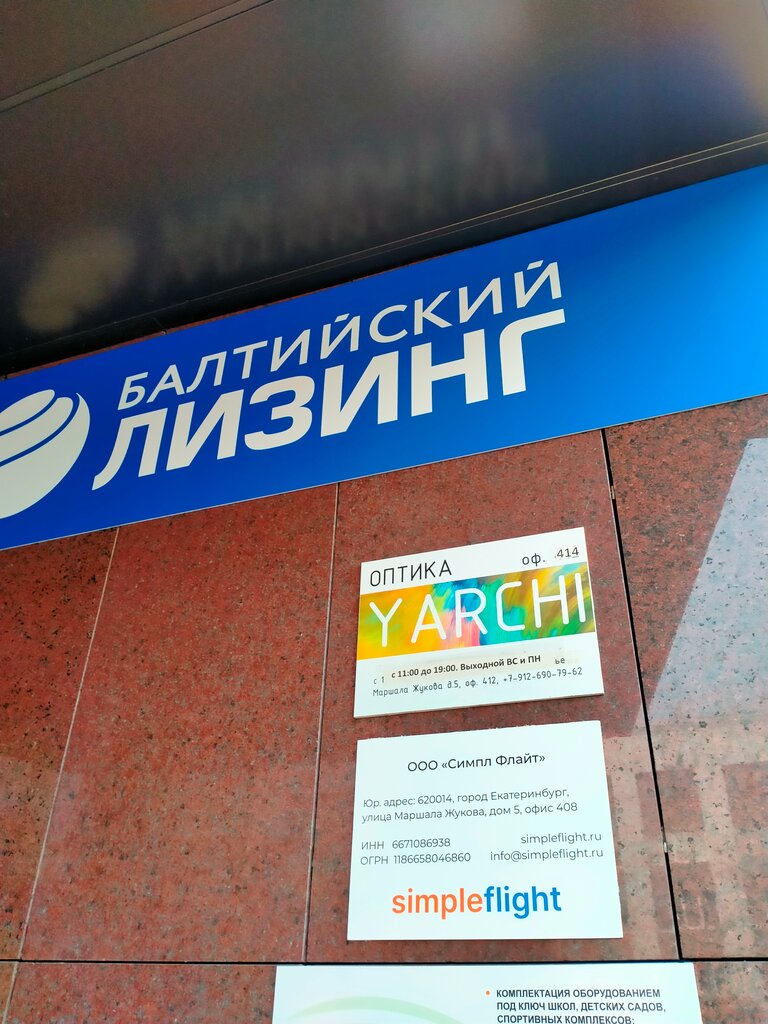 БАЛТИЙСКИЙ
ЛИЗИНГ
ОПТИКА оф. 414
YARCHI
с 1 с 11:00 до 19:00. Выходной ВС и ПН ье
Маршала Жукова д.5, оф. 412, +7-912-690-79-62
ООО «Симпл Флайт»
Юр. адрес: 620014, город Екатеринбург,
улица Маршала Жукова, дом 5, офис 408
ИНН 6671086938 simpleflight.ru
ОГРН 1186658046860 info@simpleflight.ru
simpleflight
• КОМПЛЕКТАЦИЯ ОБОРУДОВАНИЕМ
ПОД КЛЮЧ ШКОЛ, ДЕТСКИХ САДОВ,
СПОРТИВНЫХ КОМПЛЕКСОВ;